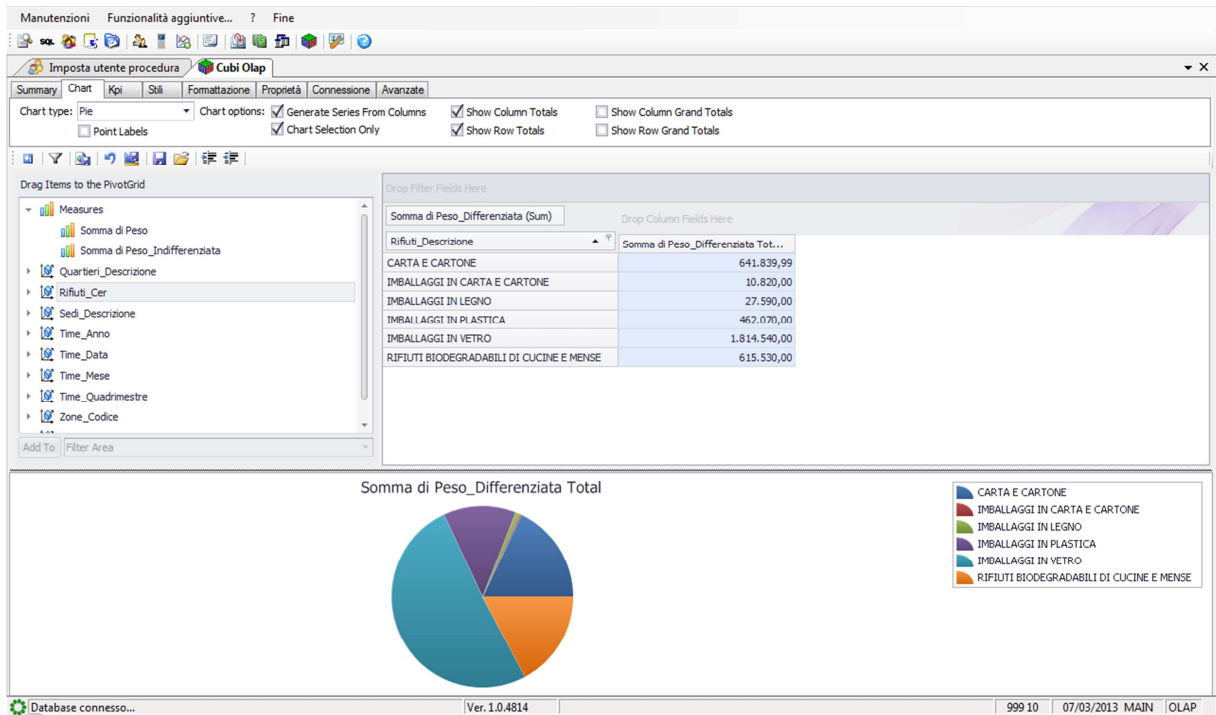 Manutenzioni Funzionalità aggiuntive... ? Fine
SQL
Imposta utente procedura Cubi Olap
Summary Chart Kpi Stili Formattazione Proprietà Connessione Avanzate
Chart type: Pie Chart options: Generate Series From Columns Show Column Totals Show Column Grand Totals
Point Labels Chart Selection Only Show Row Totals Show Row Grand Totals
Drag Items to the PivotGrid
Measures
Somma di Peso
Somma di Peso_Indifferenziata
Quartieri_Descrizione
Rifiuti_Cer
Sedi_Descrizione
Time_Anno
Time_Data
Time_Mese
Time_Quadrimestre
Zone_Codice
Add To Filter Area
Drop Filter Fields Here
Somma di Peso_Differenziata (Sum) Drop Column Fields Here
Rifiuti_Descrizione Somma di Peso_Differenziata Tot...
CARTA E CARTONE 641.839,99
IMBALLAGGI IN CARTA E CARTONE 10.820,00
IMBALLAGGI IN LEGNO 27.590,00
IMBALLAGGI IN PLASTICA 462.070,00
IMBALLAGGI IN VETRO 1.814.540,00
RIFIUTI BIODEGRADABILI DI CUCINE E MENSE 615.530,00
Somma di Peso_Differenziata Total
CARTA E CARTONE
IMBALLAGGI IN CARTA E CARTONE
IMBALLAGGI IN LEGNO
IMBALLAGGI IN PLASTICA
IMBALLAGGI IN VETRO
RIFIUTI BIODEGRADABILI DI CUCINE E MENSE
Database connesso... Ver. 1.0.4814 999 10 07/03/2013 MAIN OLAP